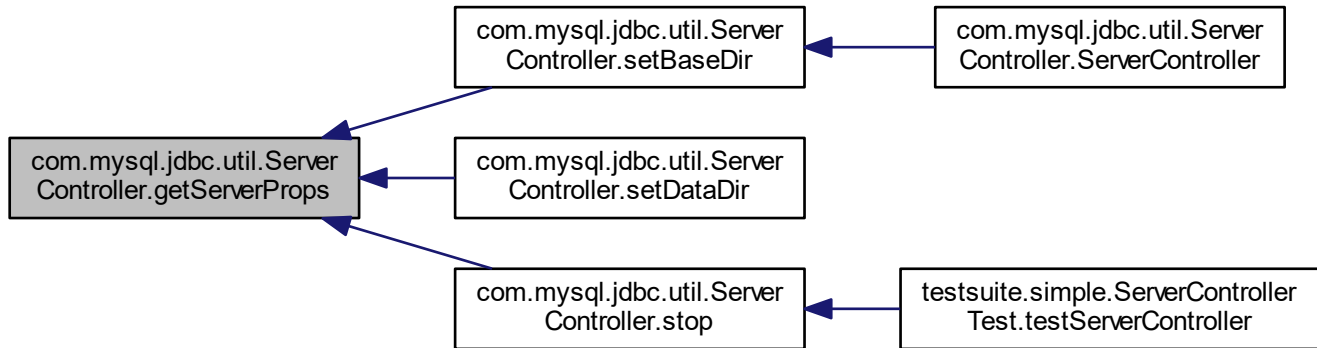 com.mysql.jdbc.util.Server
Controller.setBaseDir
com.mysql.jdbc.util.Server
Controller.ServerController
com.mysql.jdbc.util.Server
Controller.getServerProps
com.mysql.jdbc.util.Server
Controller.setDataDir
com.mysql.jdbc.util.Server
Controller.stop
testsuite.simple.ServerController
Test.testServerController